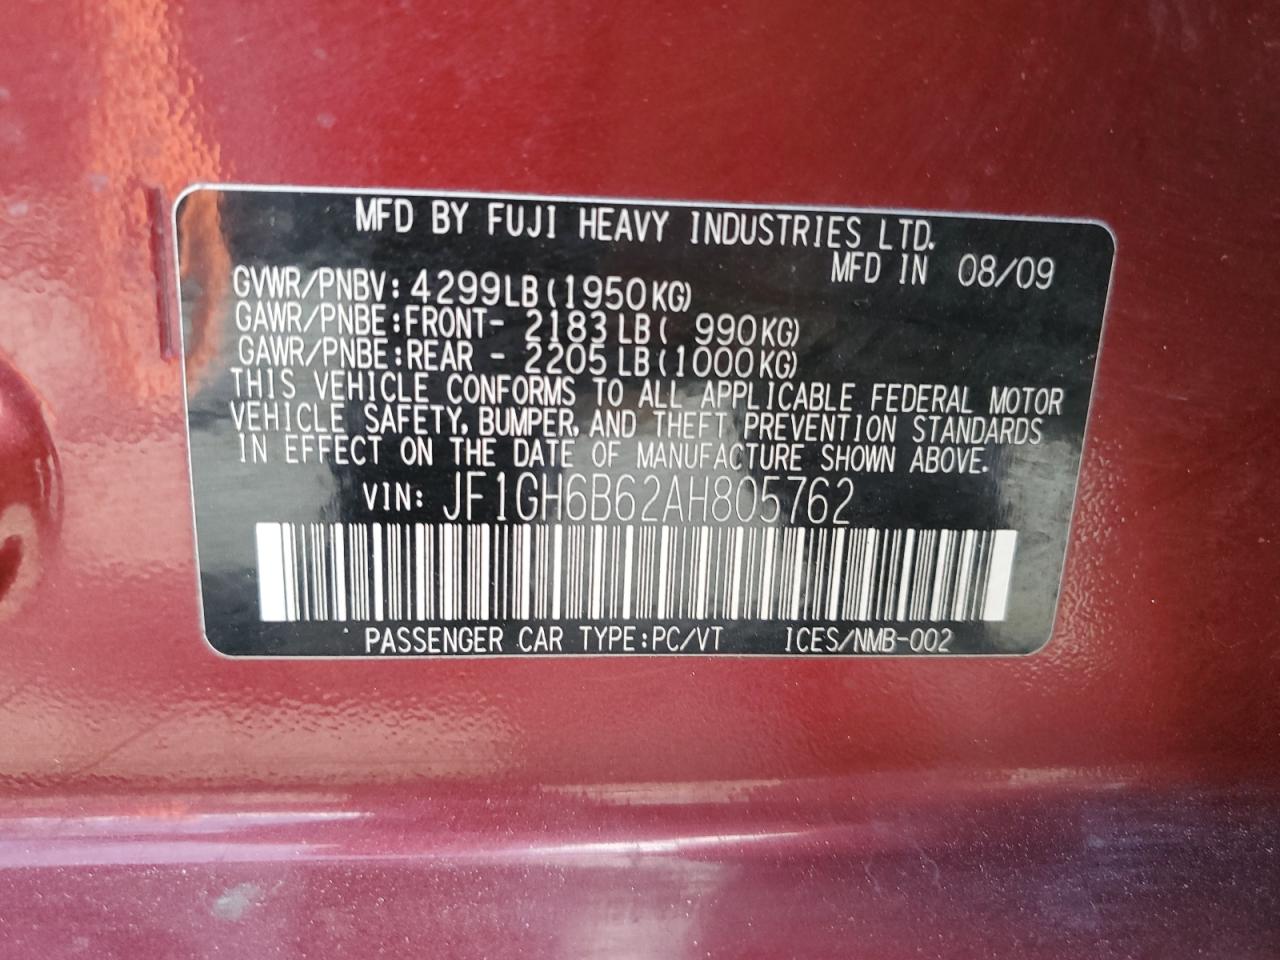 MFD BY FUJI HEAVY INDUSTRIES LTD.
MFD IN 08/09
GVWR/PNBV: 4299LB (1950KG)
GAWR/PNBE:FRONT- 2183LB ( 990KG)
GAWR/PNBE:REAR - 2205LB (1000KG)
THIS VEHICLE CONFORMS TO ALL APPLICABLE FEDERAL MOTOR
VEHICLE SAFETY, BUMPER, AND THEFT PREVENTION STANDARDS
IN EFFECT ON THE DATE OF MANUFACTURE SHOWN ABOVE.
VIN: JF1GH6B62AH805762
PASSENGER CAR TYPE:PC/VT ICES/NMB-002